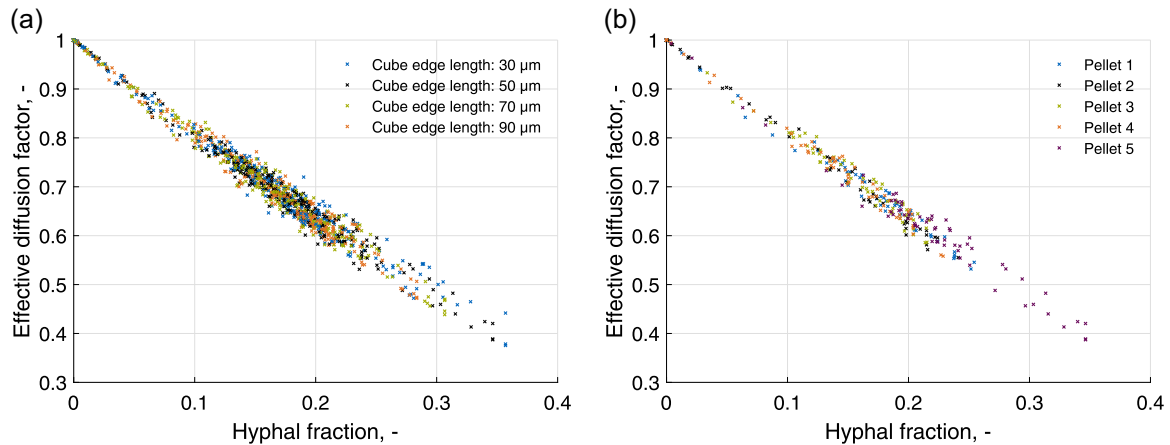 (a)
Effective diffusion factor, -
1
0.9
0.8
0.7
0.6
0.5
0.4
0.3
0
0.1
0.2
0.3
0.4
Hyphal fraction, -
Cube edge length: 30 µm
Cube edge length: 50 µm
Cube edge length: 70 µm
Cube edge length: 90 µm
(b)
Effective diffusion factor, -
1
0.9
0.8
0.7
0.6
0.5
0.4
0.3
0
0.1
0.2
0.3
0.4
Hyphal fraction, -
Pellet 1
Pellet 2
Pellet 3
Pellet 4
Pellet 5